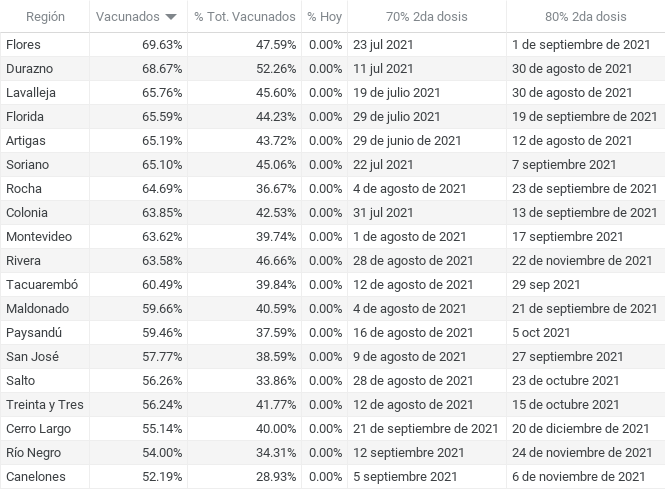 Región Vacunados % Tot. Vacunados % Hoy 70% 2da dosis 80% 2da dosis
Flores 69.63% 47.59% 0.00% 23 jul 2021 1 de septiembre de 2021
Durazno 68.67% 52.26% 0.00% 11 jul 2021 30 de agosto de 2021
Lavalleja 65.76% 45.60% 0.00% 19 de julio de 2021 30 de agosto de 2021
Florida 65.59% 44.23% 0.00% 29 de julio de 2021 19 de septiembre de 2021
Artigas 65.19% 43.72% 0.00% 29 de junio de 2021 12 de agosto de 2021
Soriano 65.10% 45.06% 0.00% 22 jul 2021 7 septiembre 2021
Rocha 64.69% 36.67% 0.00% 4 de agosto de 2021 23 de septiembre de 2021
Colonia 63.85% 42.53% 0.00% 31 jul 2021 13 de septiembre de 2021
Montevideo 63.62% 39.74% 0.00% 1 de agosto de 2021 17 septiembre 2021
Rivera 63.58% 46.66% 0.00% 28 de agosto de 2021 22 de noviembre de 2021
Tacuarembó 60.49% 39.84% 0.00% 12 de agosto de 2021 29 sep 2021
Maldonado 59.66% 40.59% 0.00% 4 de agosto de 2021 21 de septiembre de 2021
Paysandú 59.46% 37.59% 0.00% 16 de agosto de 2021 5 oct 2021
San José 57.77% 38.59% 0.00% 9 de agosto de 2021 27 septiembre 2021
Salto 56.26% 33.86% 0.00% 28 de agosto de 2021 23 de octubre 2021
Treinta y Tres 56.24% 41.77% 0.00% 12 de agosto de 2021 15 de octubre 2021
Cerro Largo 55.14% 40.00% 0.00% 21 de septiembre de 2021 20 de diciembre de 2021
Río Negro 54.00% 34.31% 0.00% 12 septiembre 2021 24 de noviembre de 2021
Canelones 52.19% 28.93% 0.00% 5 septiembre 2021 6 de noviembre de 2021